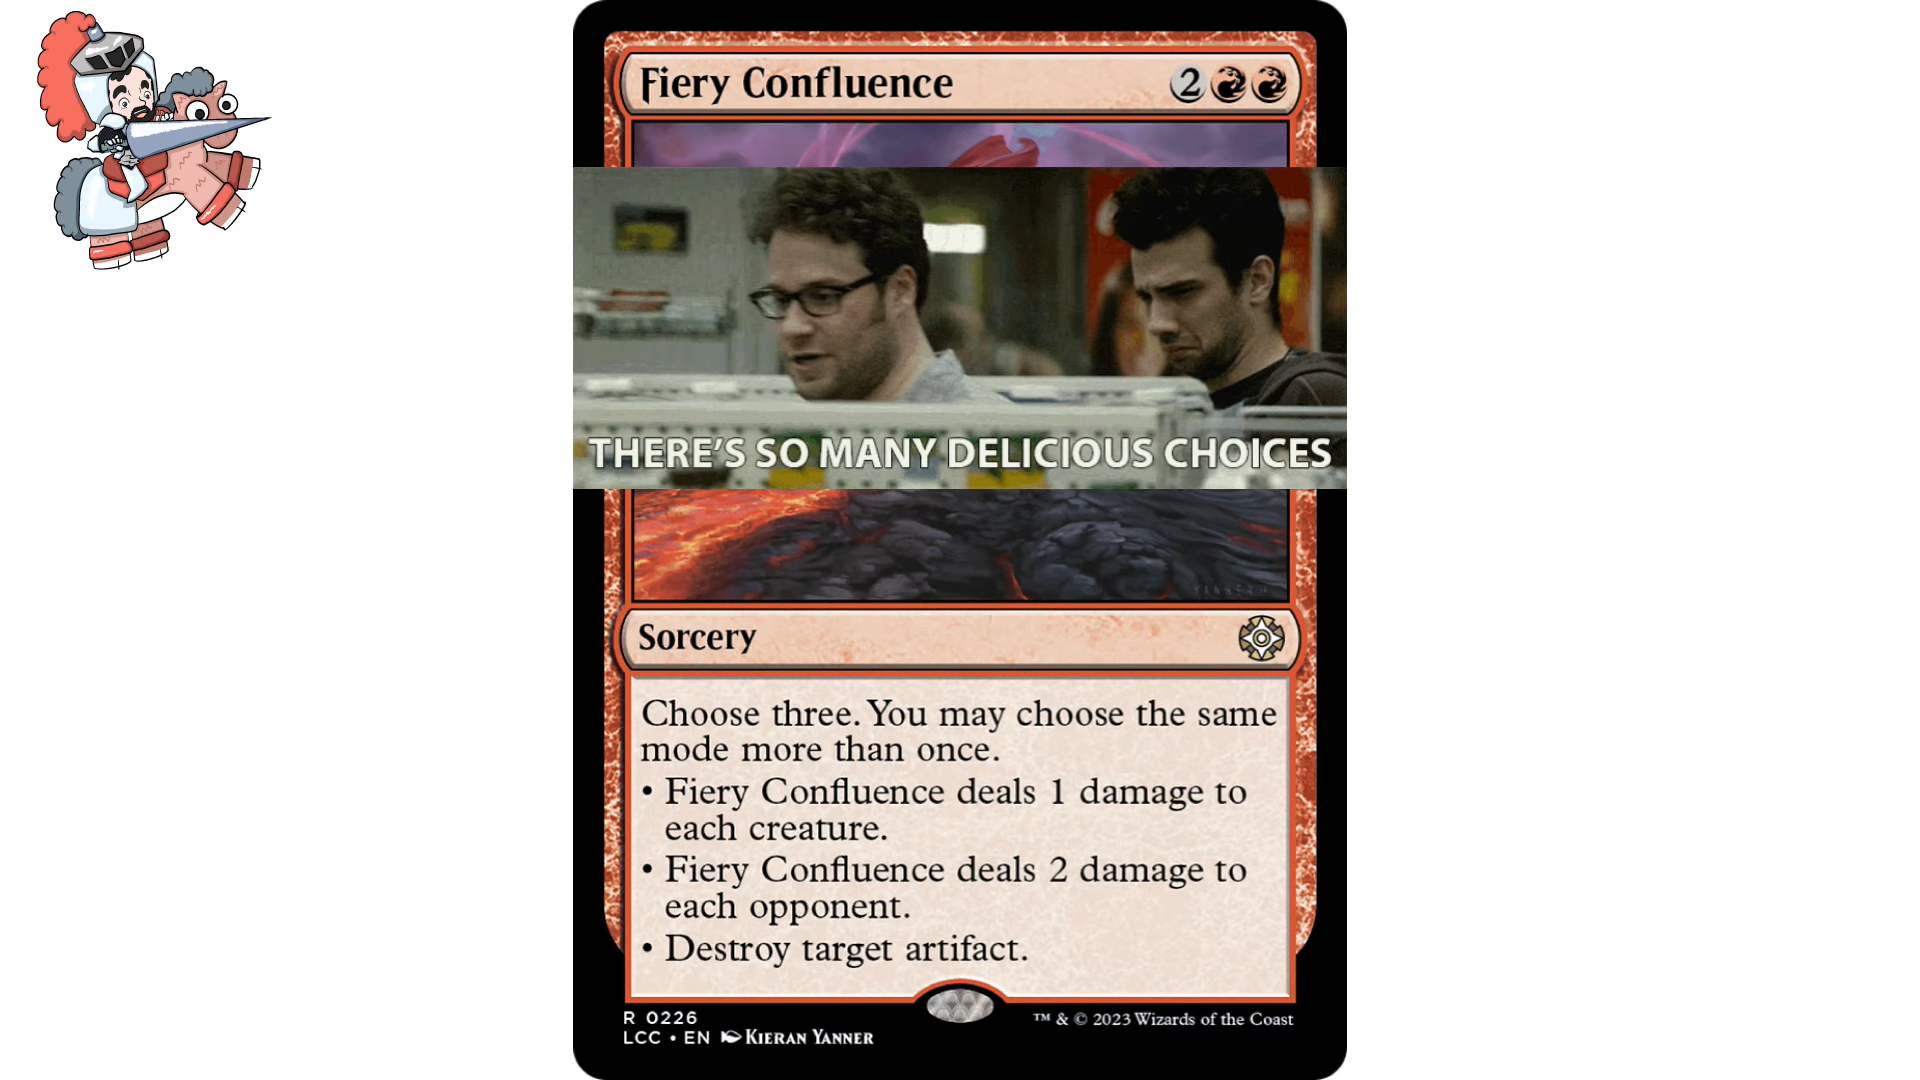 Fiery Confluence 2
THERE'S SO MANY DELICIOUS CHOICES
YANNER
Sorcery
Choose three. You may choose the same
mode more than once.
• Fiery Confluence deals 1 damage to
each creature.
• Fiery Confluence deals 2 damage to
each opponent.
• Destroy target artifact.
R 0226
LCC • EN KIERAN YANNER
™ & © 2023 Wizards of the Coast